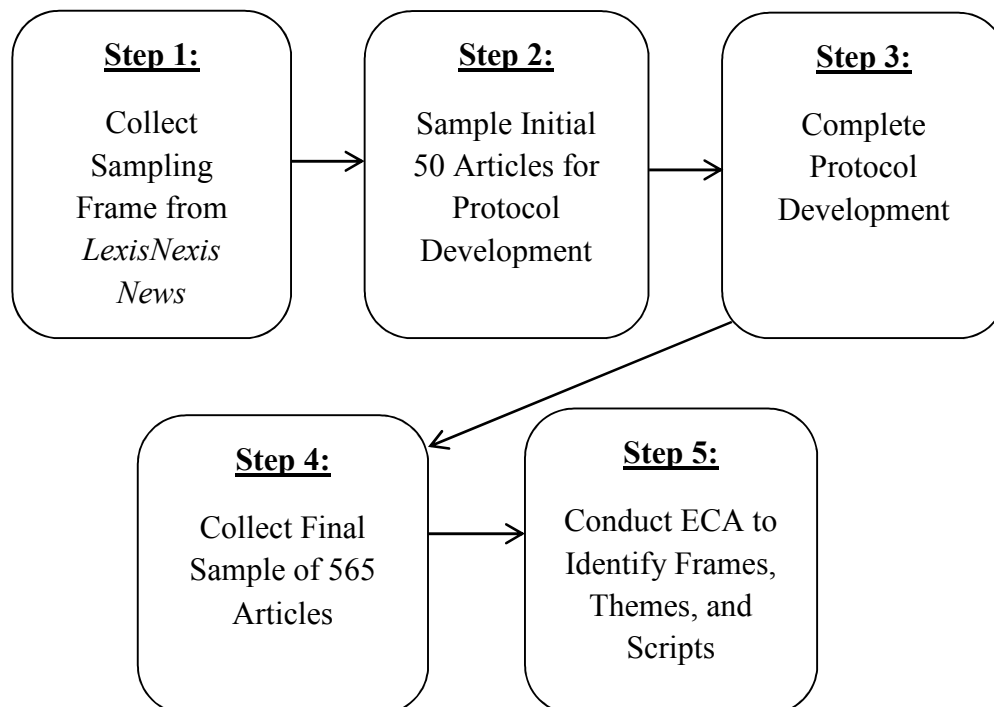 Step 1:
Collect
Sampling
Frame from
LexisNexis
News
Step 2:
Sample Initial
50 Articles for
Protocol
Development
Step 3:
Complete
Protocol
Development
Step 4:
Collect Final
Sample of 565
Articles
Step 5:
Conduct ECA to
Identify Frames,
Themes, and
Scripts